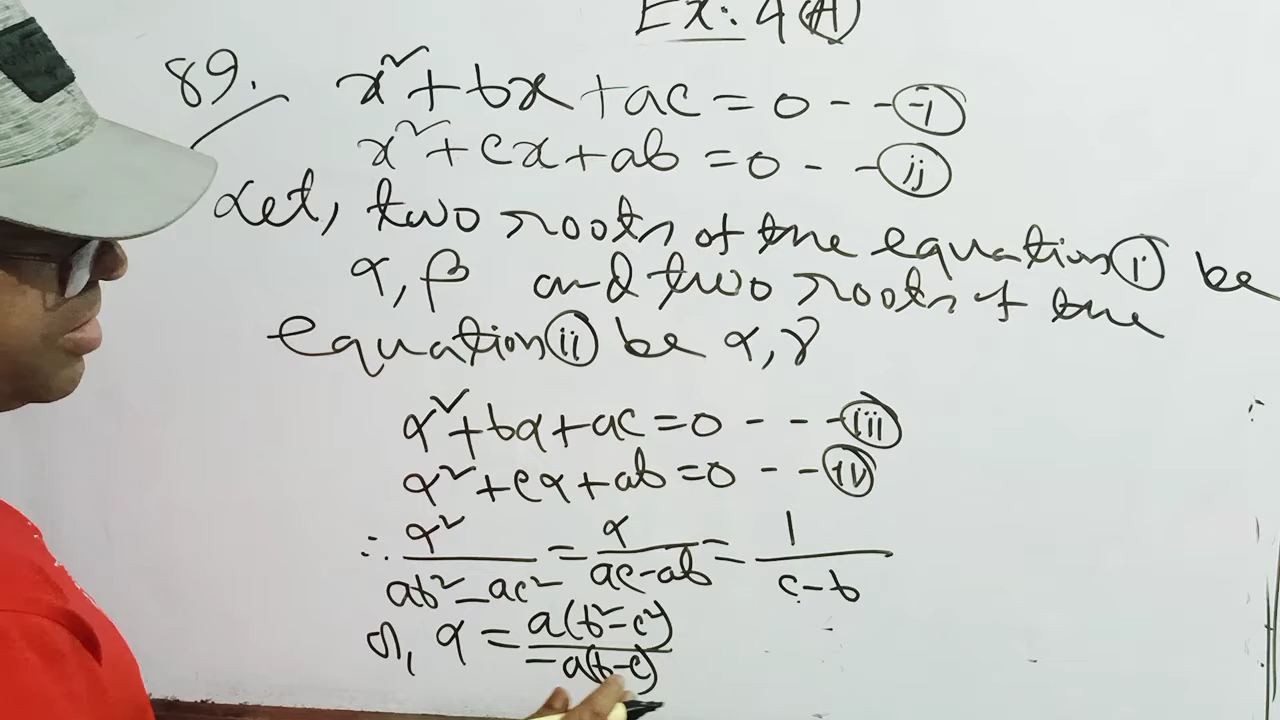 Ex: 4(A)
89. x² + bx + ac = 0 - - (i)
x² + cx + ab = 0 - - (ii)
Let, two roots of the equation (i) be
α, β and two roots of the
equation (ii) be α, γ
α² + bα + ac = 0 - - - (iii)
α² + cα + ab = 0 - - (iv)
∴ α²/(ab² - ac²) = α/(ac - ab) = 1/(c - b)
or, α = a(b² - c²)/(-a(b - c))